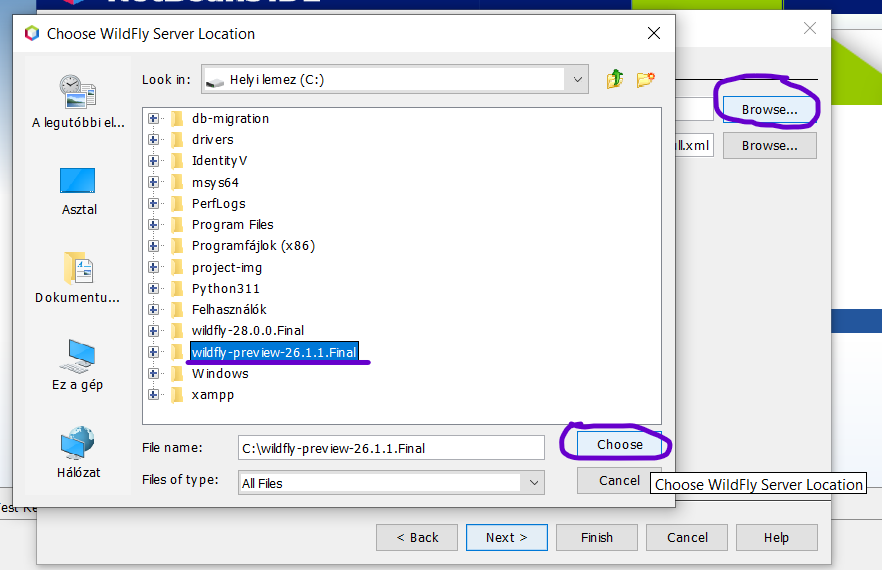 Choose WildFly Server Location
Look in:
Helyi lemez (C:)
Browse...
ull.xml
Browse...
A legutóbbi el...
Asztal
Dokumentu...
Ez a gép
Hálózat
db-migration
drivers
IdentityV
msys64
PerfLogs
Program Files
Programfájlok (x86)
project-img
Python311
Felhasználók
wildfly-28.0.0.Final
wildfly-preview-26.1.1.Final
Windows
xampp
File name:
C:\wildfly-preview-26.1.1.Final
Choose
Files of type:
All Files
Cancel
Choose WildFly Server Location
< Back
Next >
Finish
Cancel
Help